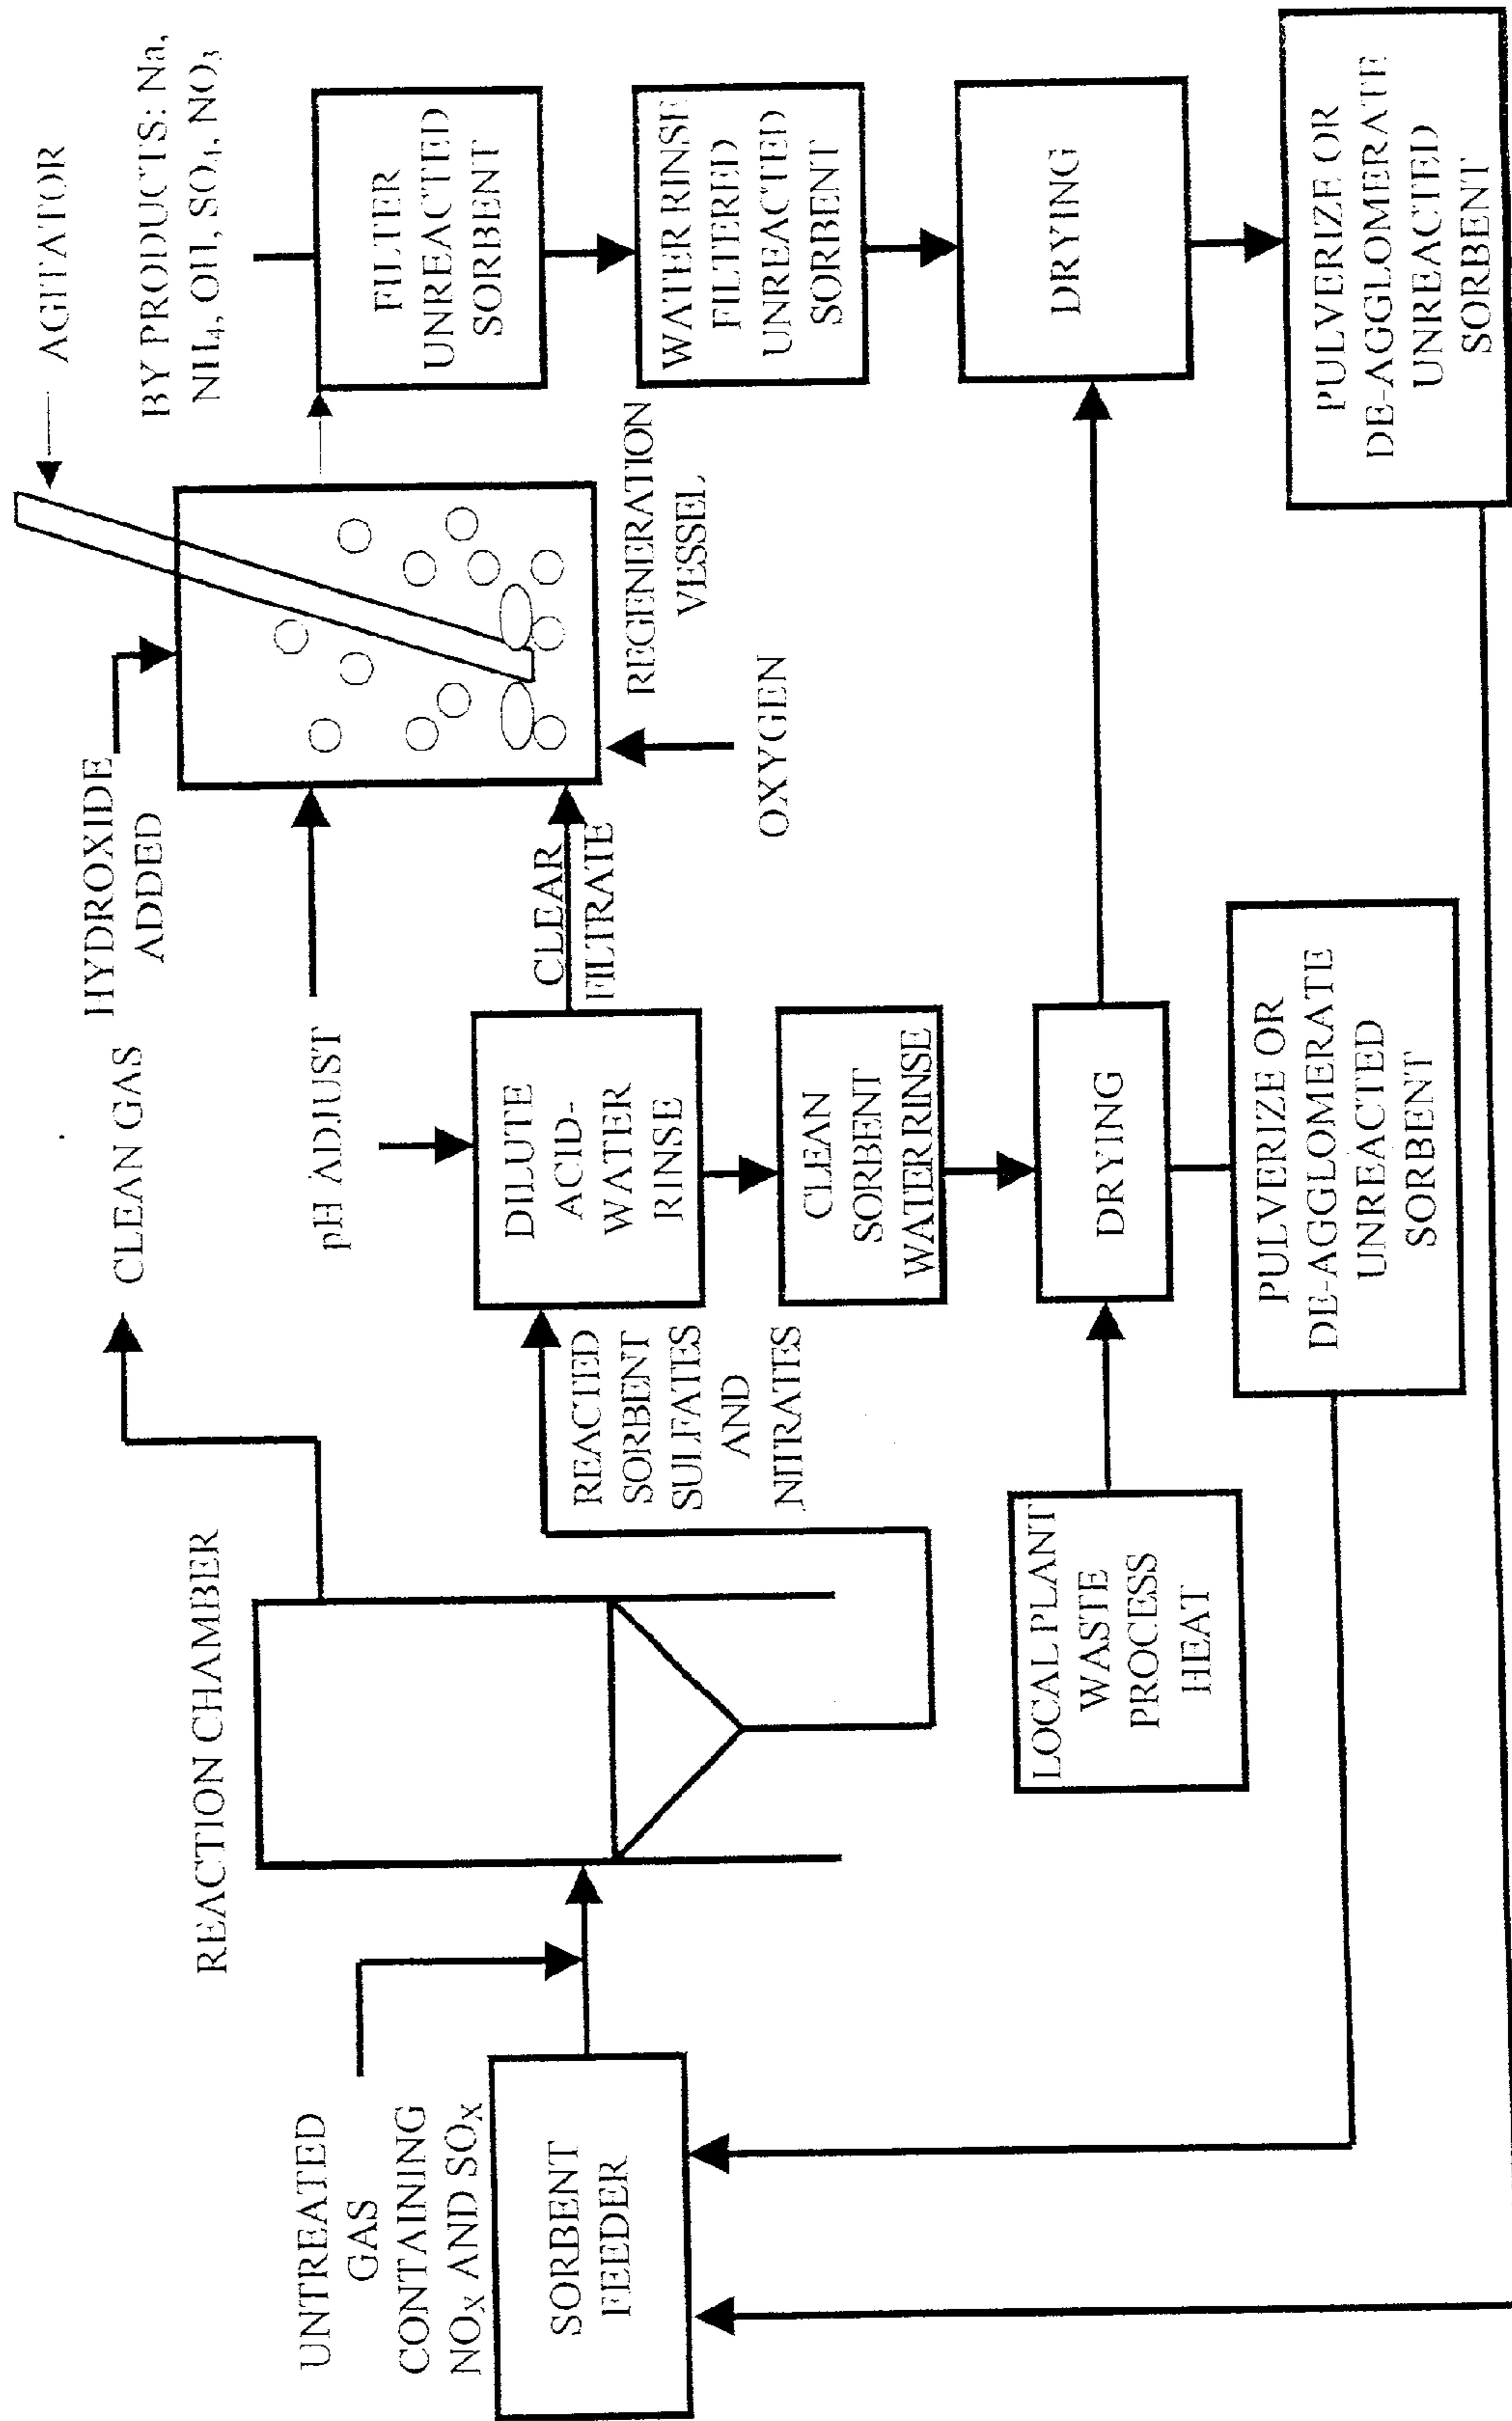 REACTION CHAMBER
CLEAN GAS
HYDROXIDE
ADDED
AGITATOR
BY PRODUCTS: Na,
NH₄, OH, SO₄, NO₃
UNTREATED
GAS
CONTAINING
NOX AND SOX
pH ADJUST
SORBENT
FEEDER
REACTED
SORBENT
SULFATES
AND
NITRATES
DILUTE
ACID-
WATER
RINSE
CLEAR
FILTRATE
REGENERATION
VESSEL
OXYGEN
FILTER
UNREACTED
SORBENT
CLEAN
SORBENT
WATER RINSE
WATER RINSE
FILTERED
UNREACTED
SORBENT
LOCAL PLANT
WASTE
PROCESS
HEAT
DRYING
DRYING
PULVERIZE OR
DE-AGGLOMERATE
UNREACTED
SORBENT
PULVERIZE OR
DE-AGGLOMERATE
UNREACTED
SORBENT